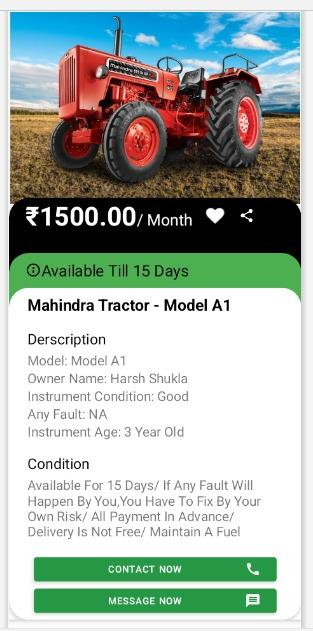 ₹1500.00/ Month
Available Till 15 Days
Mahindra Tractor - Model A1
Derscription
Model: Model A1
Owner Name: Harsh Shukla
Instrument Condition: Good
Any Fault: NA
Instrument Age: 3 Year Old
Condition
Available For 15 Days/ If Any Fault Will
Happen By You,You Have To Fix By Your
Own Risk/ All Payment In Advance/
Delivery Is Not Free/ Maintain A Fuel
CONTACT NOW
MESSAGE NOW